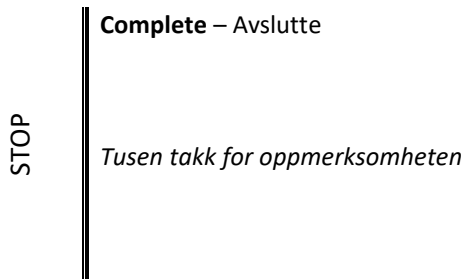 STOP
Complete – Avslutte
Tusen takk for oppmerksomheten